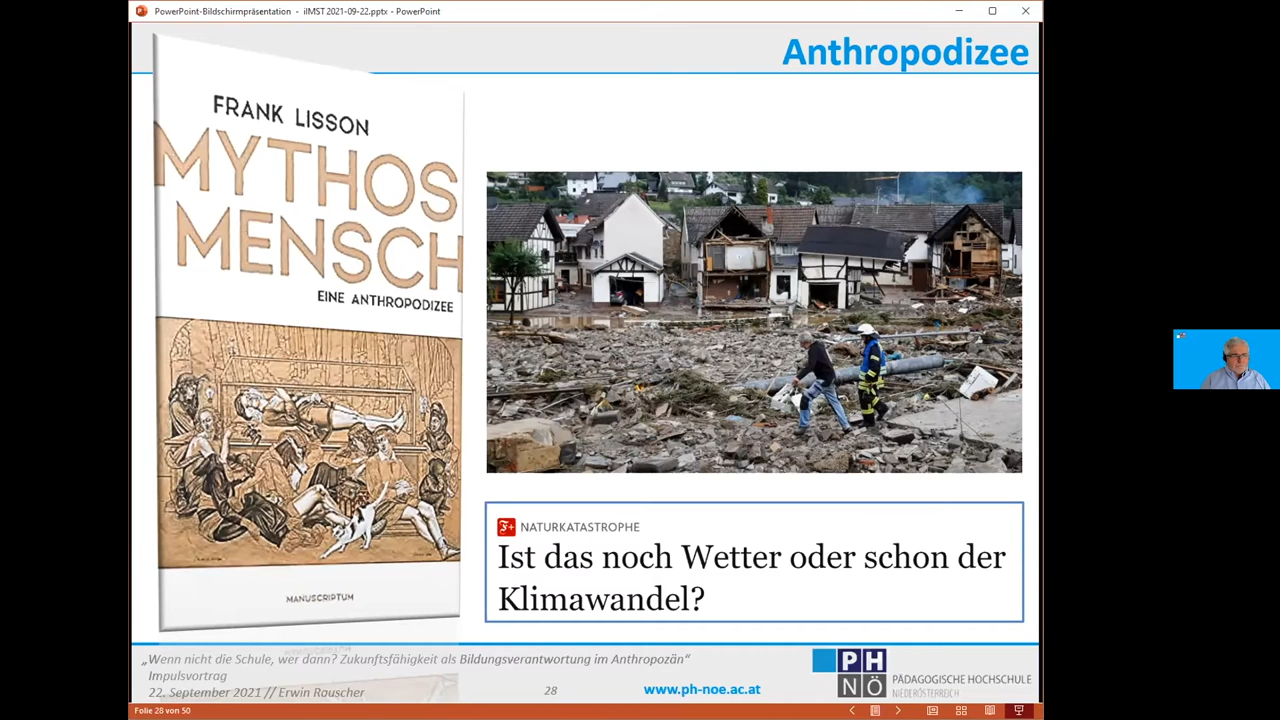 PowerPoint-Bildschirmpräsentation - iIMST 2021-09-22.pptx - PowerPoint
Anthropodizee
FRANK LISSON
MYTHOS
MENSCH
EINE ANTHROPODIZEE
MANUSCRIPTUM
F+ NATURKATASTROPHE
Ist das noch Wetter oder schon der
Klimawandel?
„Wenn nicht die Schule, wer dann? Zukunftsfähigkeit als Bildungsverantwortung im Anthropozän“
Impulsvortrag
22. September 2021 // Erwin Rauscher
28
www.ph-noe.ac.at
PH
NÖ
PÄDAGOGISCHE HOCHSCHULE
NIEDERÖSTERREICH
Folie 28 von 50